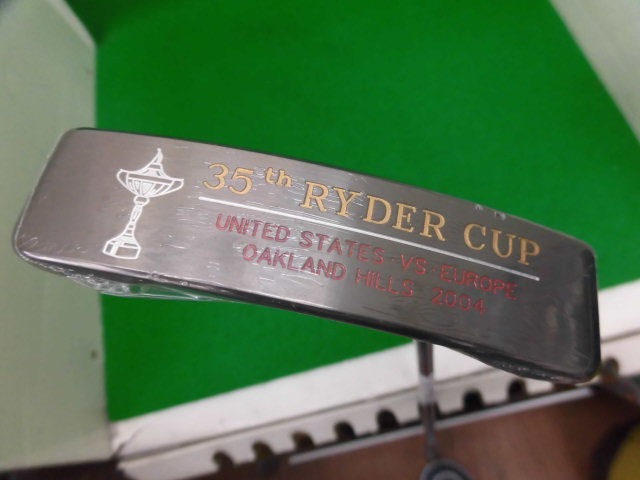 35th RYDER CUP
UNITED STATES-VS-EUROPE
OAKLAND HILLS 2004